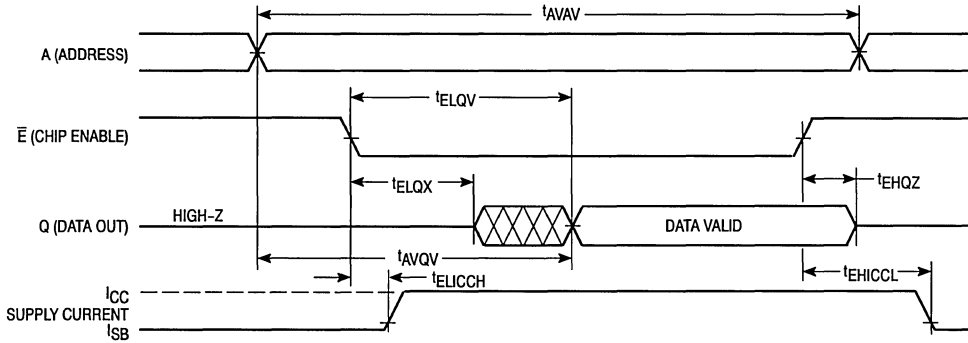 tAVAV
A (ADDRESS)
tELQV
E̅ (CHIP ENABLE)
tELQX
tEHQZ
Q (DATA OUT)
HIGH–Z
DATA VALID
tAVQV
tELICCH
tEHICCL
ICC
SUPPLY CURRENT
ISB